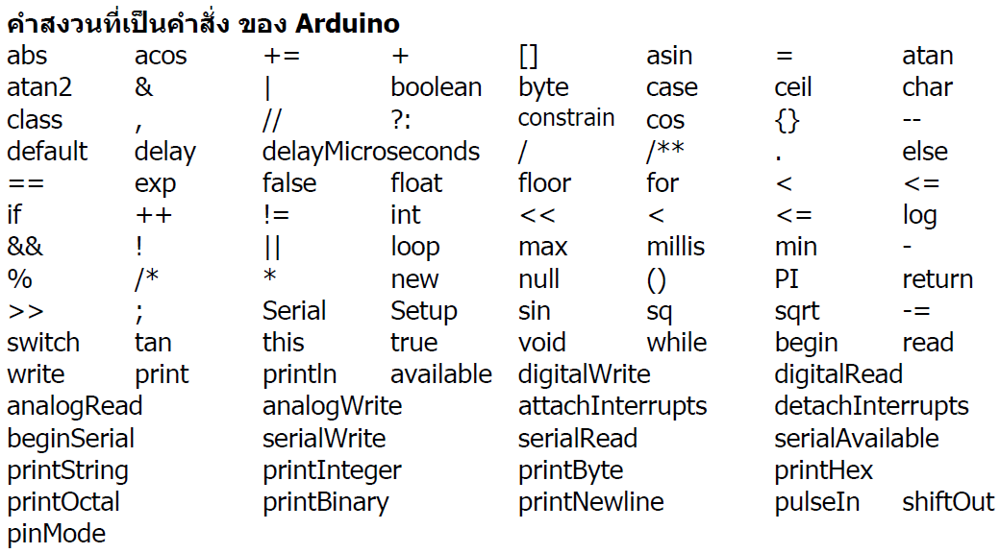 คำสงวนที่เป็นคำสั่ง ของ Arduino
abs acos += + [] asin = atan
atan2 & | boolean byte case ceil char
class , // ?: constrain cos {} --
default delay delayMicroseconds / /** . else
== exp false float floor for < <=
if ++ != int << < <= log
&& ! || loop max millis min -
% /* * new null () PI return
>> ; Serial Setup sin sq sqrt -=
switch tan this true void while begin read
write print println available digitalWrite digitalRead
analogRead analogWrite attachInterrupts detachInterrupts
beginSerial serialWrite serialRead serialAvailable
printString printInteger printByte printHex
printOctal printBinary printNewline pulseIn shiftOut
pinMode